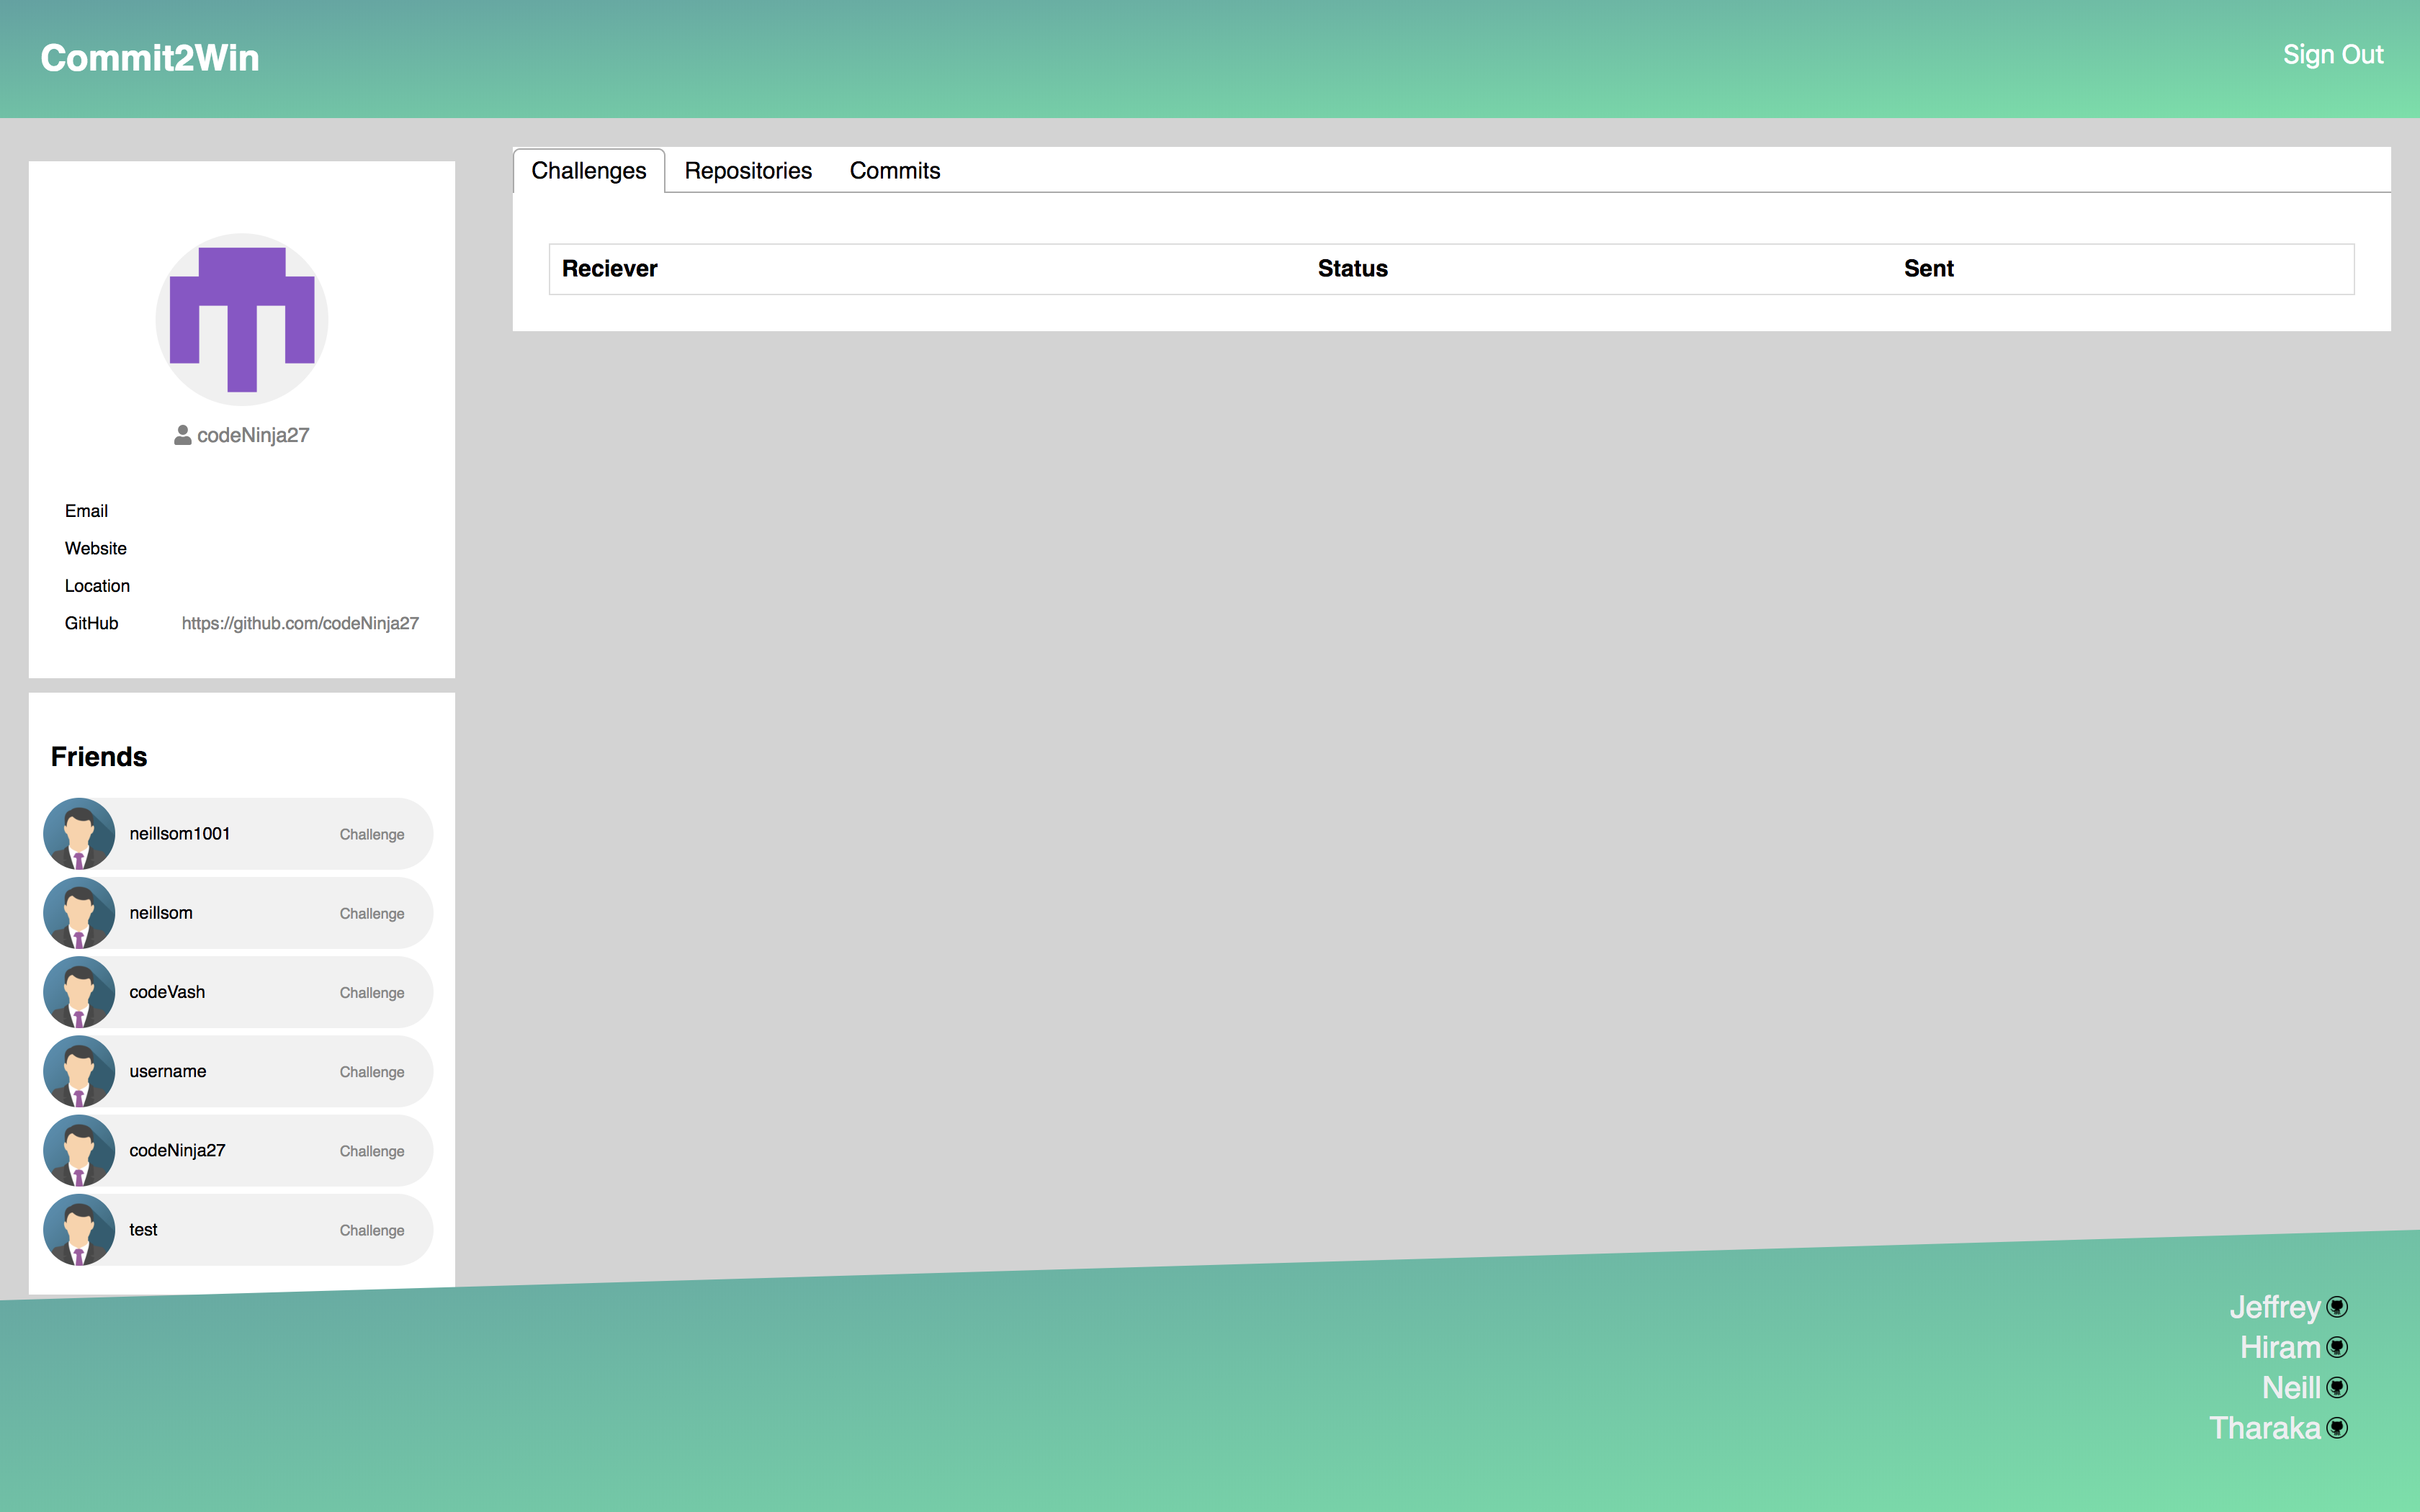 Commit2Win
Sign Out
codeNinja27
Email
Website
Location
GitHub https://github.com/codeNinja27
Friends
neillsom1001 Challenge
neillsom Challenge
codeVash Challenge
username Challenge
codeNinja27 Challenge
test Challenge
Challenges Repositories Commits
Reciever Status Sent
Jeffrey
Hiram
Neill
Tharaka